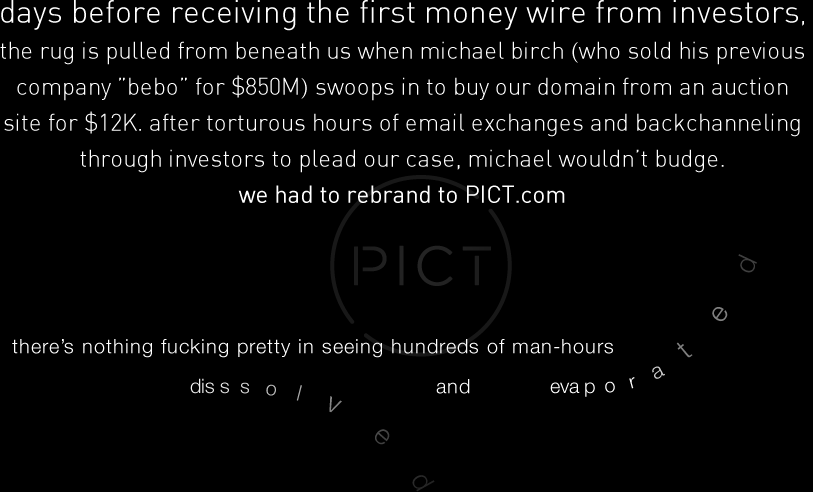 days before receiving the first money wire from investors,
the rug is pulled from beneath us when michael birch (who sold his previous
company ”bebo” for $850M) swoops in to buy our domain from an auction
site for $12K. after torturous hours of email exchanges and backchanneling
through investors to plead our case, michael wouldn’t budge.
we had to rebrand to PICT.com
PICT
there’s nothing fucking pretty in seeing hundreds of man-hours
dissolved and evaporated